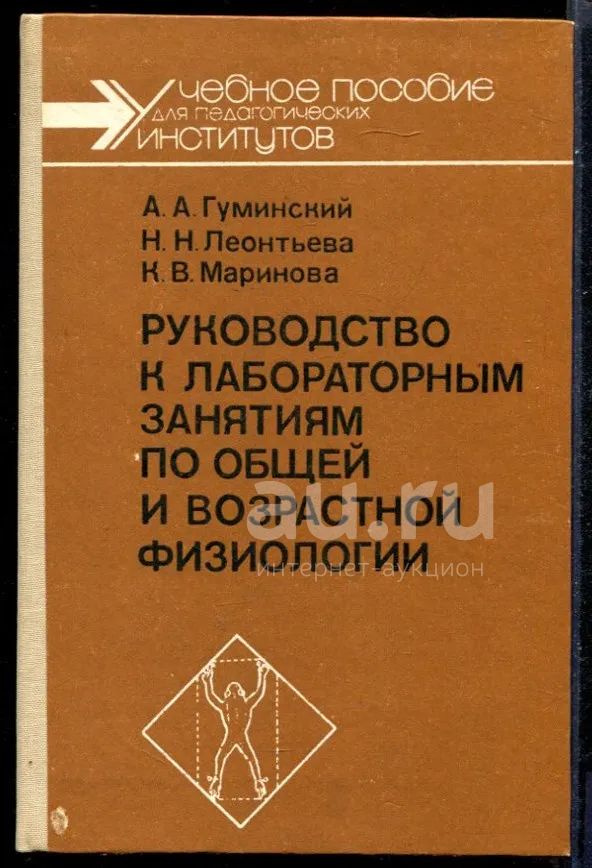 Учебное пособие
для педагогических
институтов
А. А. Гуминский
Н. Н. Леонтьева
К. В. Маринова
РУКОВОДСТВО
К ЛАБОРАТОРНЫМ
ЗАНЯТИЯМ
ПО ОБЩЕЙ
И ВОЗРАСТНОЙ
ФИЗИОЛОГИИ
au.ru
интернет-аукцион